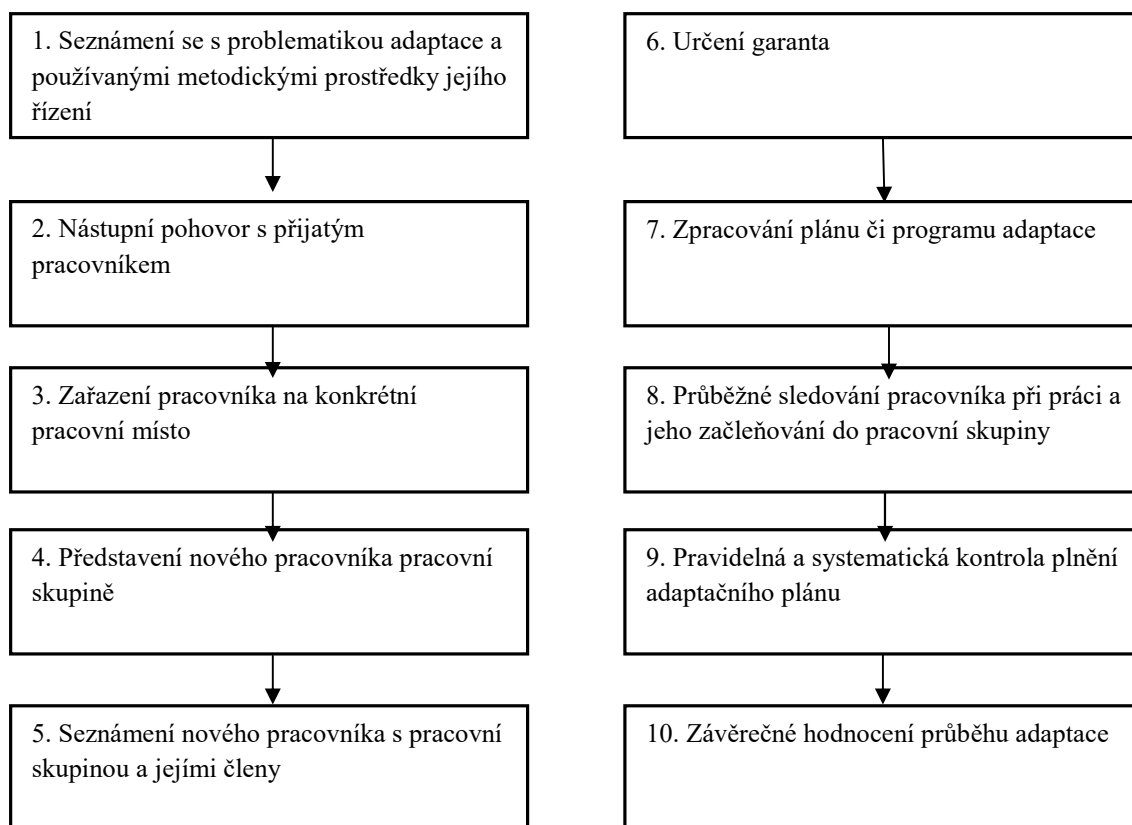 1. Seznámení se s problematikou adaptace a
používanými metodickými prostředky jejího
řízení
2. Nástupní pohovor s přijatým
pracovníkem
3. Zařazení pracovníka na konkrétní
pracovní místo
4. Představení nového pracovníka pracovní
skupině
5. Seznámení nového pracovníka s pracovní
skupinou a jejími členy
6. Určení garanta
7. Zpracování plánu či programu adaptace
8. Průběžné sledování pracovníka při práci a
jeho začleňování do pracovní skupiny
9. Pravidelná a systematická kontrola plnění
adaptačního plánu
10. Závěrečné hodnocení průběhu adaptace